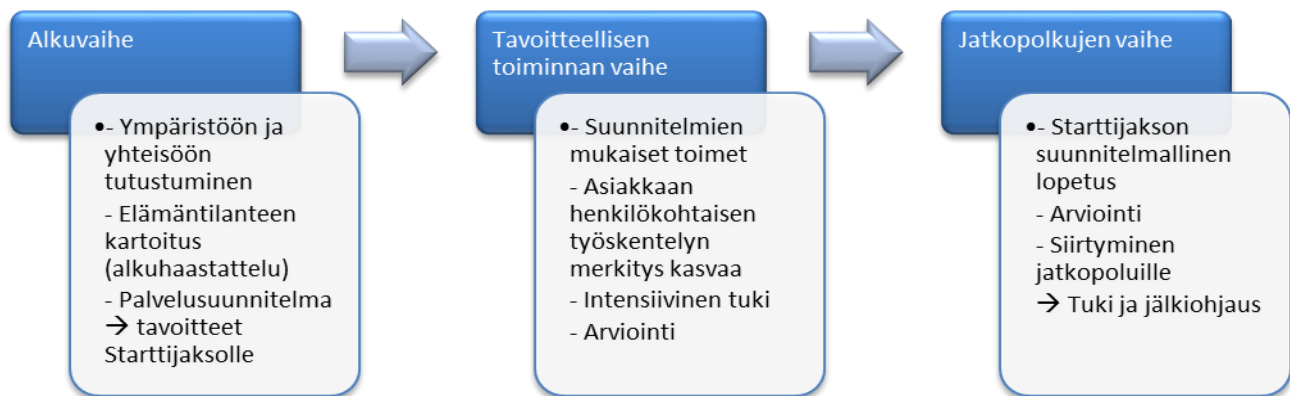 Alkuvaihe
•- Ympäristöön ja
yhteisöön
tutustuminen
- Elämäntilanteen
kartoitus
(alkuhaastattelu)
- Palvelusuunnitelma
→ tavoitteet
Starttijaksolle
Tavoitteellisen
toiminnan vaihe
•- Suunnitelmien
mukaiset toimet
- Asiakkaan
henkilökohtaisen
työskentelyn
merkitys kasvaa
- Intensiivinen tuki
- Arviointi
Jatkopolkujen vaihe
•- Starttijakson
suunnitelmallinen
lopetus
- Arviointi
- Siirtyminen
jatkopoluille
→ Tuki ja jälkiohjaus